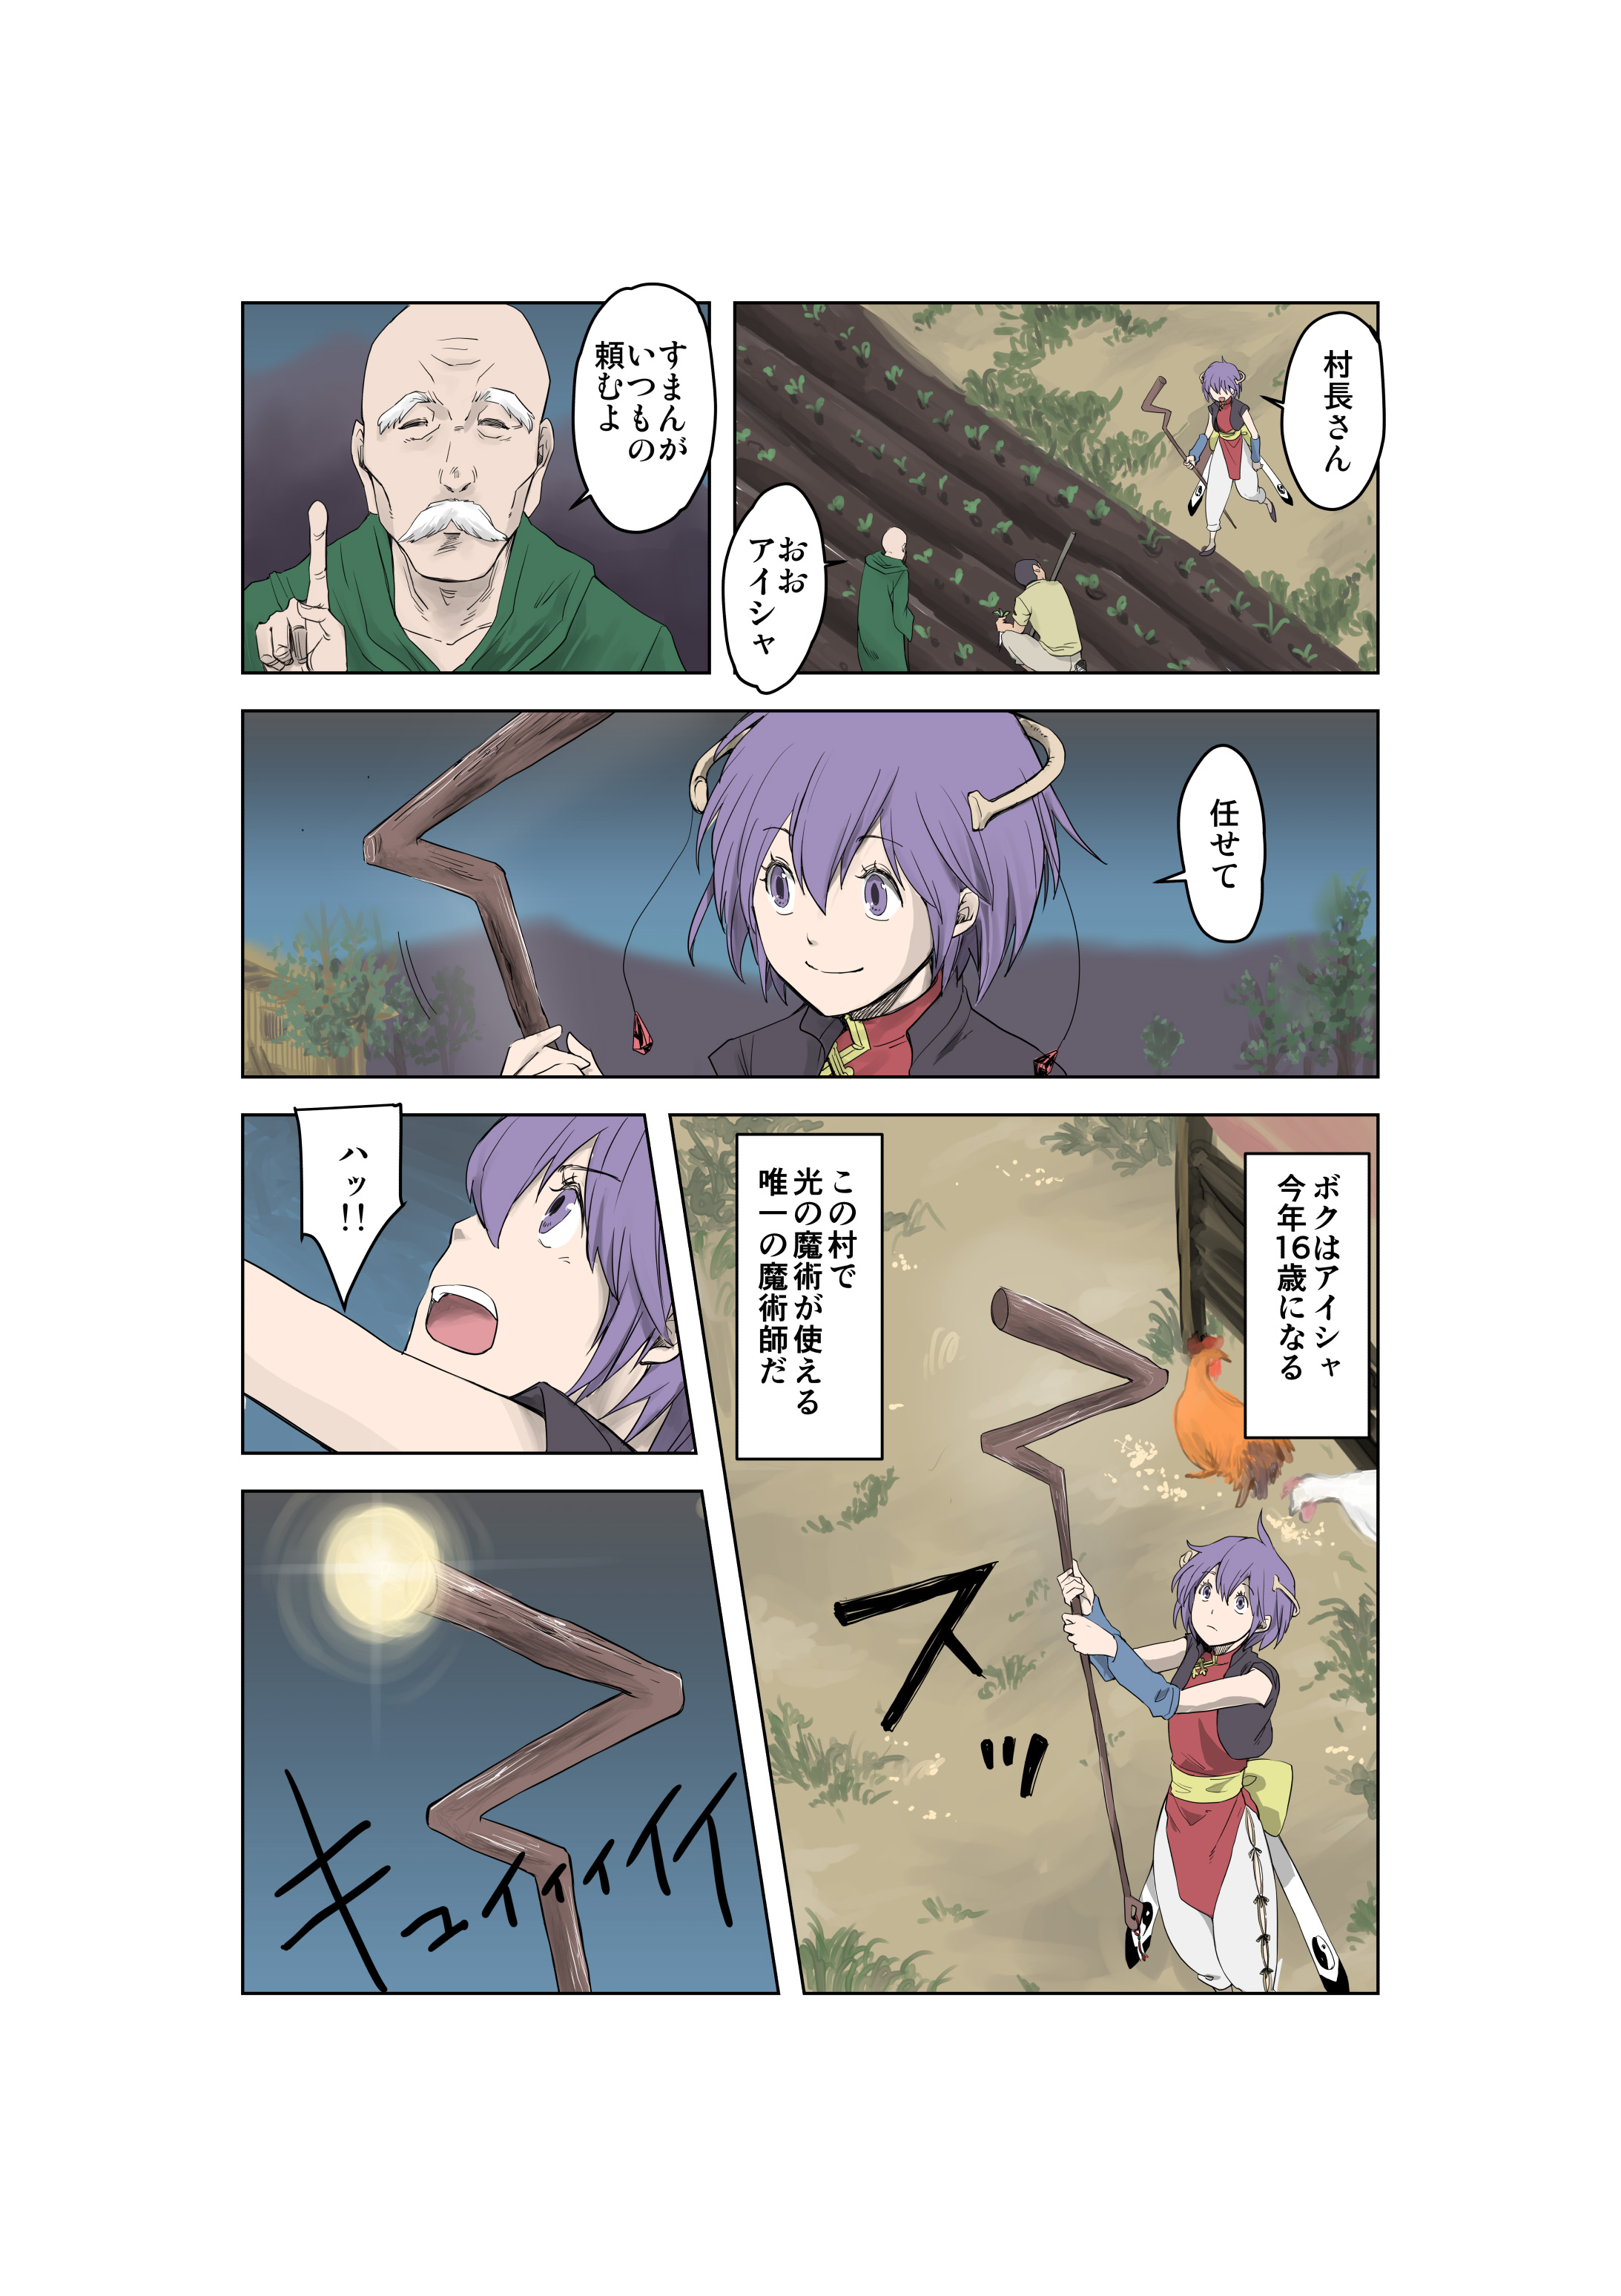 村長さん
おお
アイシャ
すまんが
いつもの
頼むよ
任せて
ボクはアイシャ
今年16歳になる
この村で
光の魔術が使える
唯一の魔術師だ
スッ
ハッ!!
キュイィィイイ